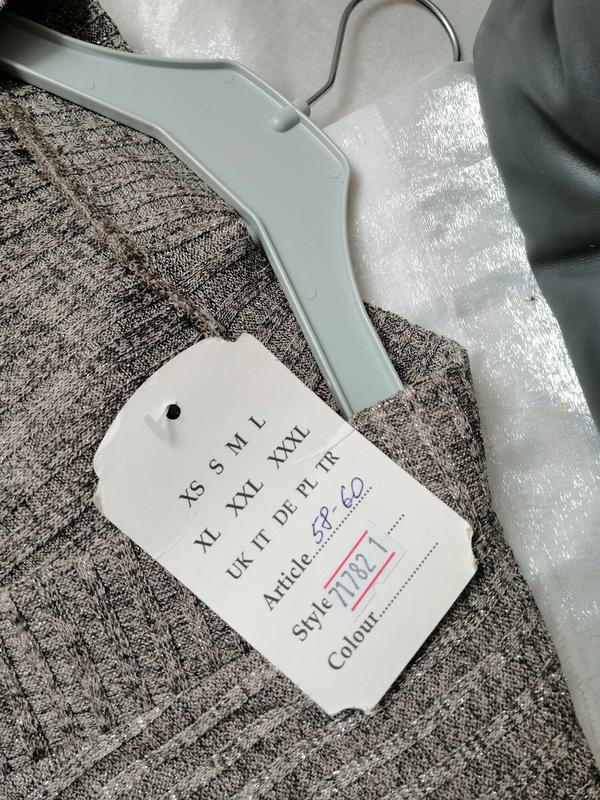 XS S M L
XL XXL XXXL
UK IT DE PL TR
Article 58-60
Style 71782 1
Colour